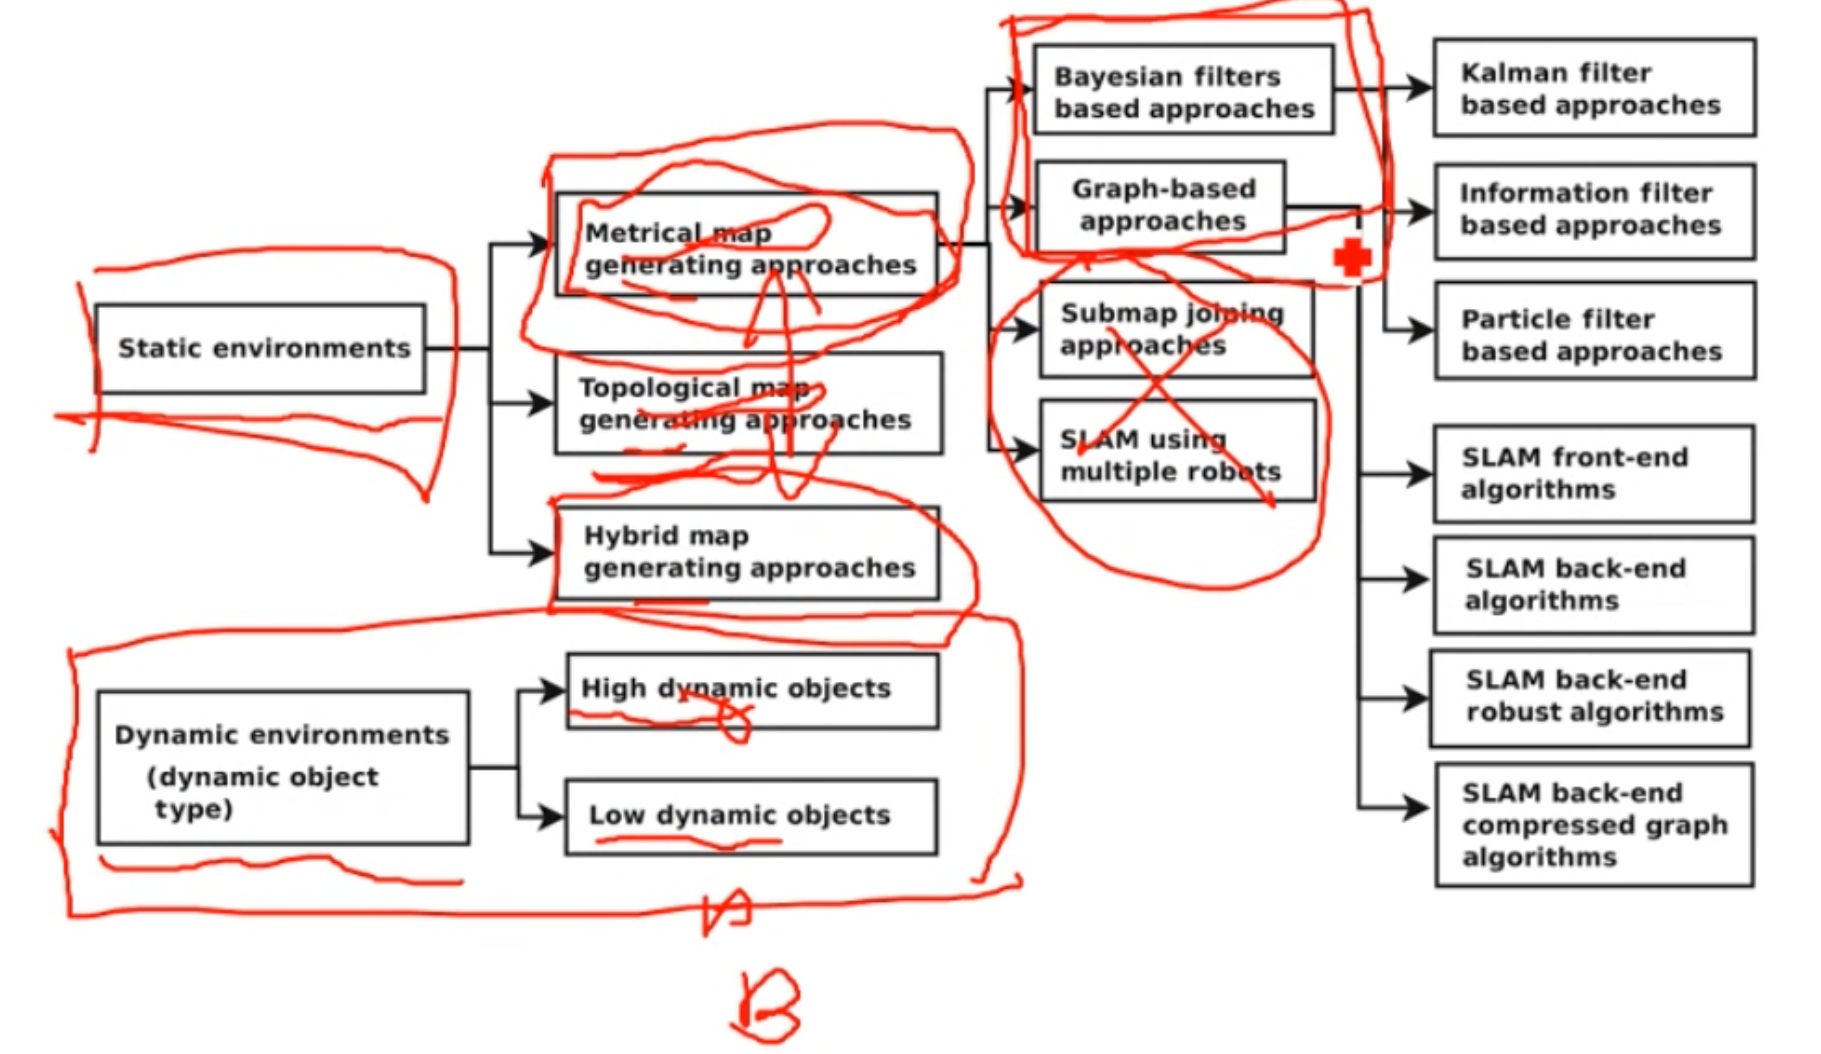 Static environments
Metrical map
generating approaches
Topological map
generating approaches
Hybrid map
generating approaches
Bayesian filters
based approaches
Graph-based
approaches
Submap joining
approaches
SLAM using
multiple robots
Kalman filter
based approaches
Information filter
based approaches
Particle filter
based approaches
SLAM front-end
algorithms
SLAM back-end
algorithms
SLAM back-end
robust algorithms
SLAM back-end
compressed graph
algorithms
Dynamic environments
(dynamic object
type)
High dynamic objects
Low dynamic objects
B